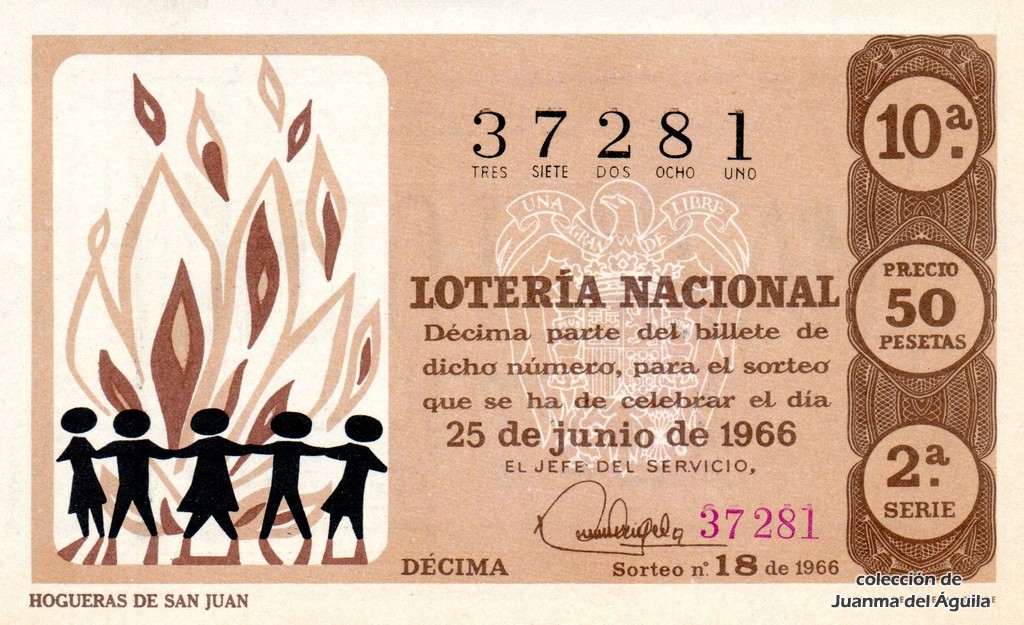 37281
TRES SIETE DOS OCHO UNO
UNA GRANDE LIBRE
LOTERÍA NACIONAL
Décima parte del billete de
dicho número, para el sorteo
que se ha de celebrar el día
25 de junio de 1966
EL JEFE DEL SERVICIO,
37281
DÉCIMA
Sorteo nº 18 de 1966
10ª.
PRECIO
50
PESETAS
2ª.
SERIE
HOGUERAS DE SAN JUAN
colección de
Juanma del Águila